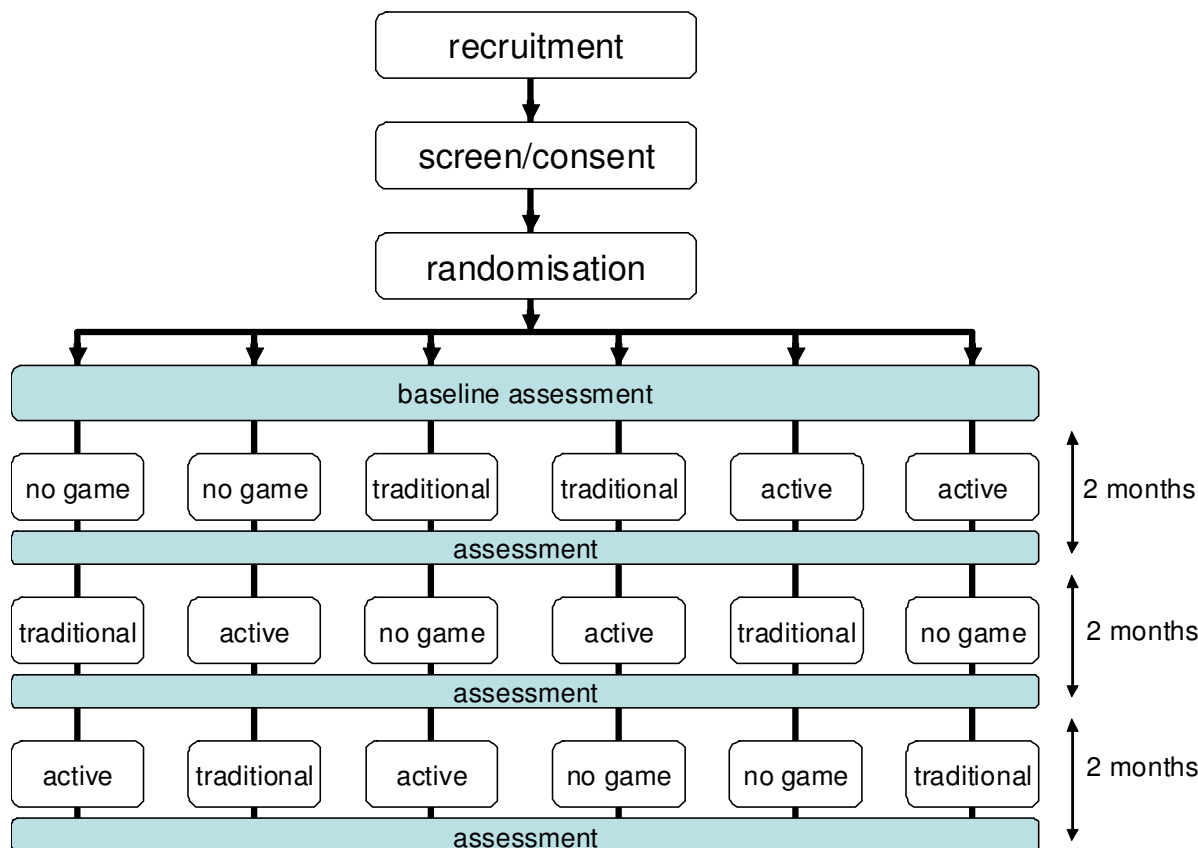 recruitment
screen/consent
randomisation
baseline assessment
no game no game traditional traditional active active 2 months
assessment
traditional active no game active traditional no game 2 months
assessment
active traditional active no game no game traditional 2 months
assessment